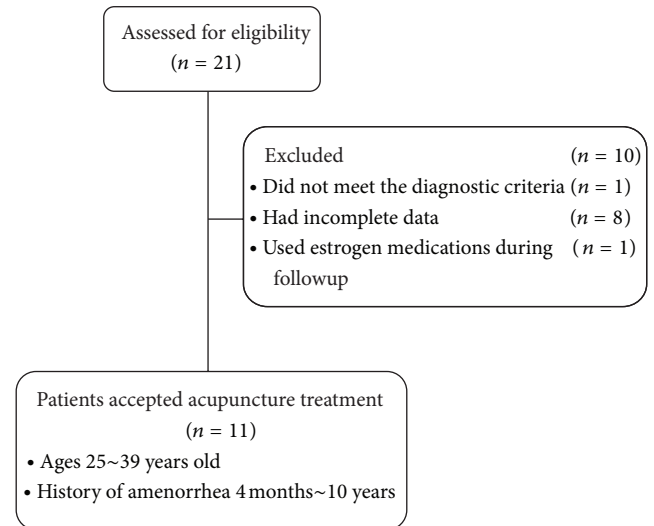 Assessed for eligibility
(n = 21)
Excluded (n = 10)
• Did not meet the diagnostic criteria (n = 1)
• Had incomplete data (n = 8)
• Used estrogen medications during ( n = 1)
followup
Patients accepted acupuncture treatment
(n = 11)
• Ages 25~39 years old
• History of amenorrhea 4 months~10 years